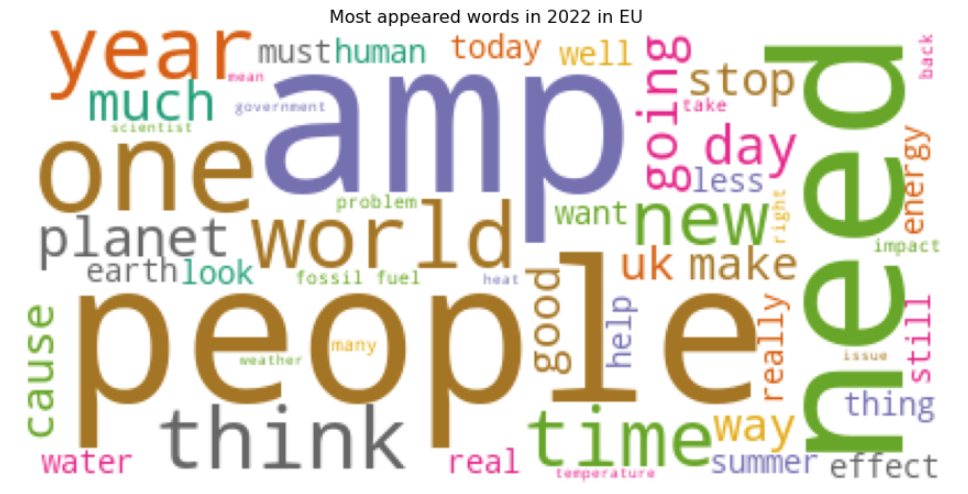 Most appeared words in 2022 in EU
year
must
human
today
well
going
back
mean
much
government
amp
stop
take
need
scientist
one
day
less
energy
problem
want
new
right
planet
world
impact
earth
look
fossil fuel
heat
good
uk
make
people
cause
weather
many
help
really
issue
still
thing
think
time
way
water
real
temperature
summer
effect